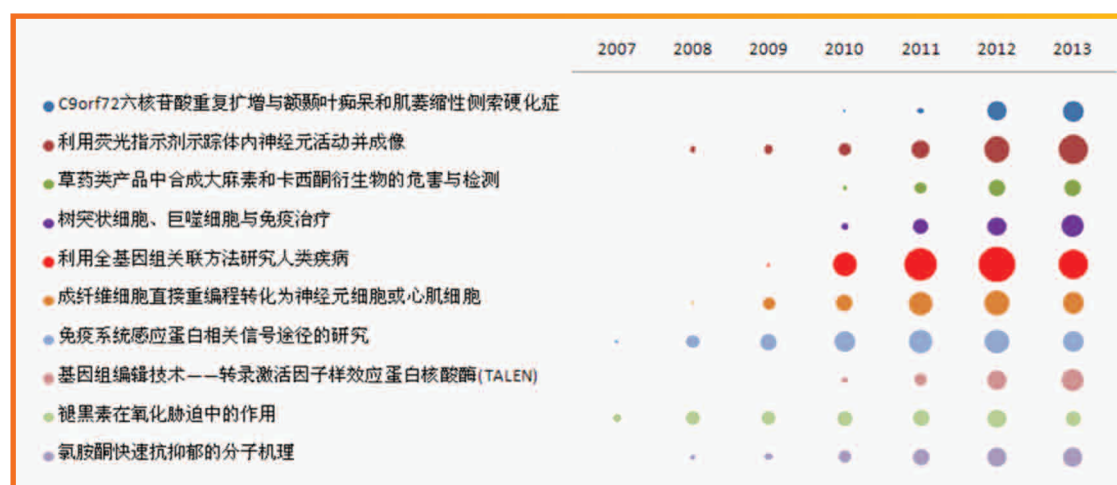 2007 2008 2009 2010 2011 2012 2013
C9orf72六核苷酸重复扩增与额颞叶痴呆和肌萎缩性侧索硬化症
利用荧光指示剂示踪体内神经元活动并成像
草药类产品中合成大麻素和卡西酮衍生物的危害与检测
树突状细胞、巨噬细胞与免疫治疗
利用全基因组关联方法研究人类疾病
成纤维细胞直接重编程转化为神经元细胞或心肌细胞
免疫系统感应蛋白相关信号途径的研究
基因组编辑技术——转录激活因子样效应蛋白核酸酶(TALEN)
褪黑素在氧化胁迫中的作用
氯胺酮快速抗抑郁的分子机理